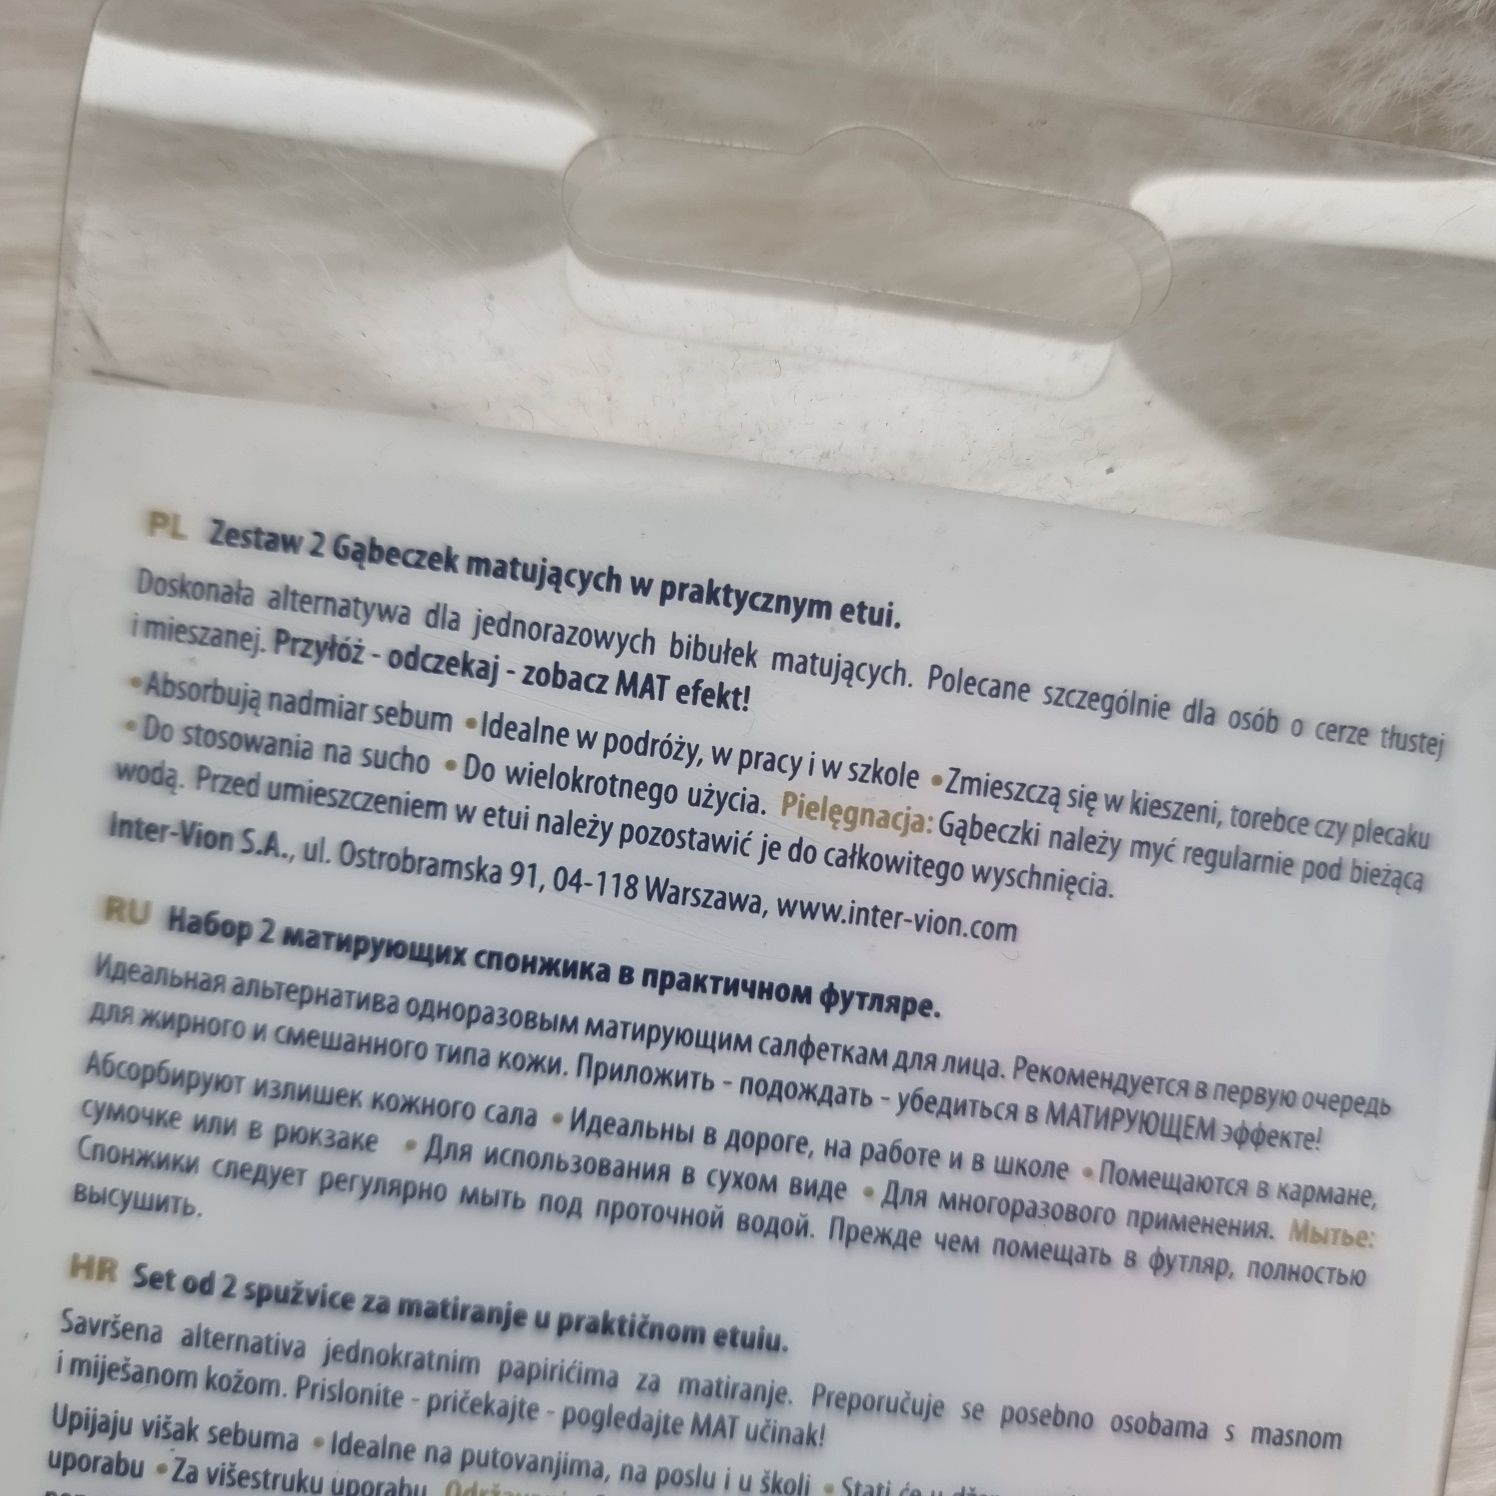 PL Zestaw 2 Gąbeczek matujących w praktycznym etui.
Doskonała alternatywa dla jednorazowych bibułek matujących. Polecane szczególnie dla osób o cerze tłustej
i mieszanej. Przyłóż - odczekaj - zobacz MAT efekt!
•Absorbują nadmiar sebum •Idealne w podróży, w pracy i w szkole •Zmieszczą się w kieszeni, torebce czy plecaku
•Do stosowania na sucho •Do wielokrotnego użycia. Pielęgnacja: Gąbeczki należy myć regularnie pod bieżąca
wodą. Przed umieszczeniem w etui należy pozostawić je do całkowitego wyschnięcia.
Inter-Vion S.A., ul. Ostrobramska 91, 04-118 Warszawa, www.inter-vion.com
RU Набор 2 матирующих спонжика в практичном футляре.
Идеальная альтернатива одноразовым матирующим салфеткам для лица. Рекомендуется в первую очередь
для жирного и смешанного типа кожи. Приложить - подождать - убедиться в МАТИРУЮЩЕМ эффекте!
Абсорбируют излишек кожного сала •Идеальны в дороге, на работе и в школе •Помещаются в кармане,
сумочке или в рюкзаке •Для использования в сухом виде •Для многоразового применения. Мытье:
Спонжики следует регулярно мыть под проточной водой. Прежде чем помещать в футляр, полностью
высушить.
HR Set od 2 spužvice za matiranje u praktičnom etuiu.
Savršena alternativa jednokratnim papirićima za matiranje. Preporučuje se posebno osobama s masnom
i miješanom kožom. Prislonite - pričekajte - pogledajte MAT učinak!
Upijaju višak sebuma •Idealne na putovanjima, na poslu i u školi •Stati će u
uporabu •Za višestruku uporabu.